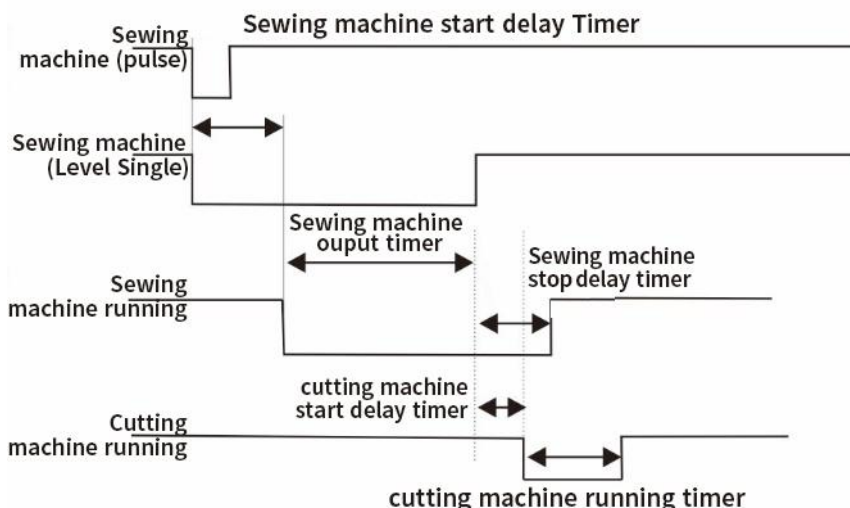 Sewing machine start delay Timer
Sewing
machine (pulse)
Sewing machine
(Level Single)
Sewing machine
ouput timer
Sewing machine
stop delay timer
Sewing
machine running
cutting machine
start delay timer
Cutting
machine running
cutting machine running timer